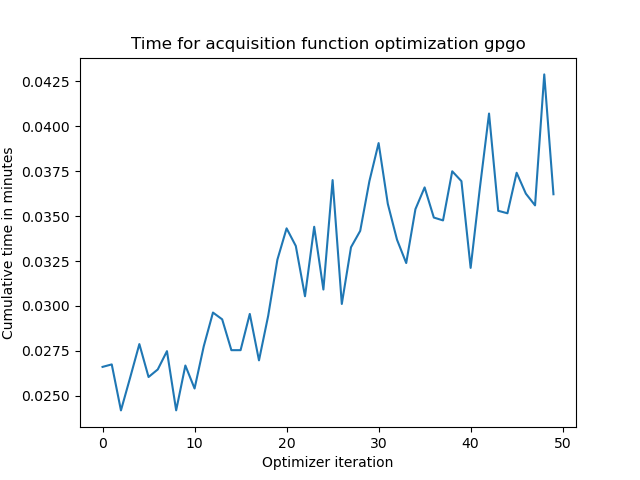 Time for acquisition function optimization gpgo
Cumulative time in minutes
0.0425
0.0400
0.0375
0.0350
0.0325
0.0300
0.0275
0.0250
0 10 20 30 40 50
Optimizer iteration